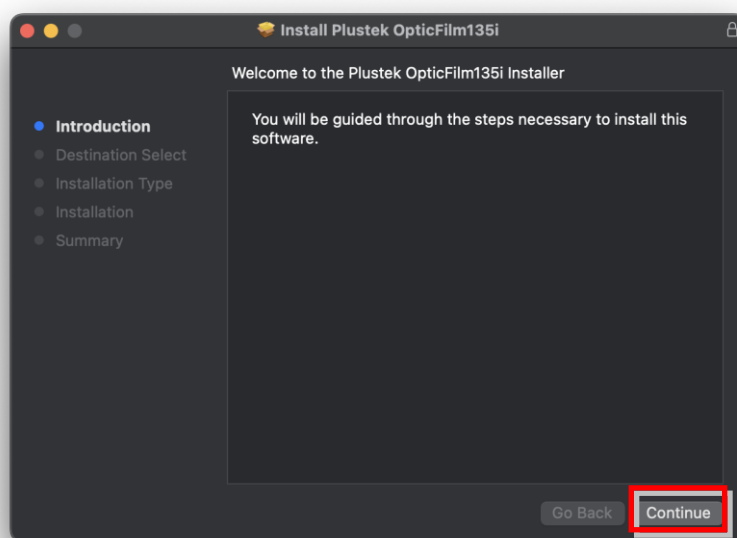 Install Plustek OpticFilm135i
Welcome to the Plustek OpticFilm135i Installer
Introduction
Destination Select
Installation Type
Installation
Summary
You will be guided through the steps necessary to install this
software.
Go Back
Continue